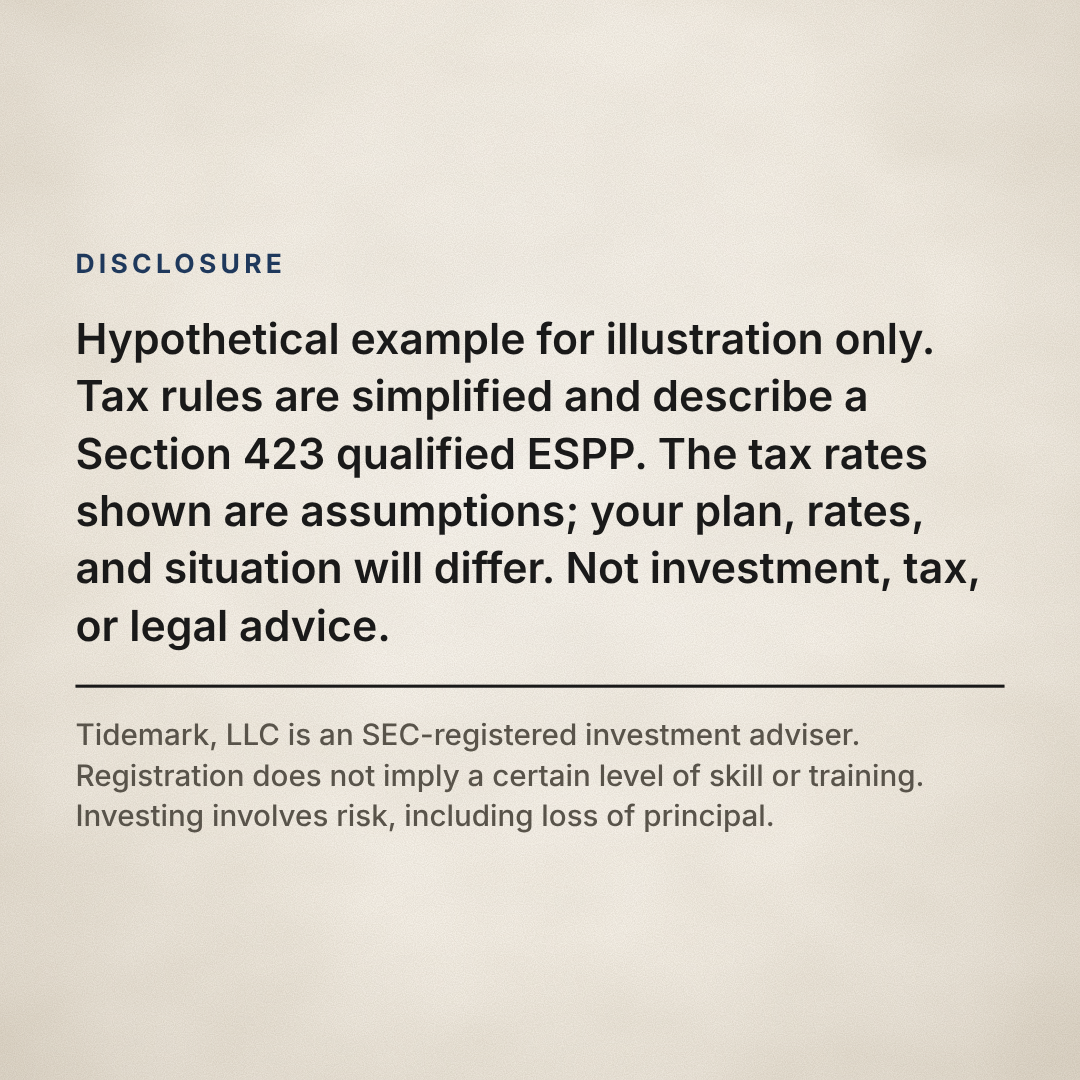 DISCLOSURE
Hypothetical example for illustration only.
Tax rules are simplified and describe a
Section 423 qualified ESPP. The tax rates
shown are assumptions; your plan, rates,
and situation will differ. Not investment, tax,
or legal advice.
Tidemark, LLC is an SEC-registered investment adviser.
Registration does not imply a certain level of skill or training.
Investing involves risk, including loss of principal.